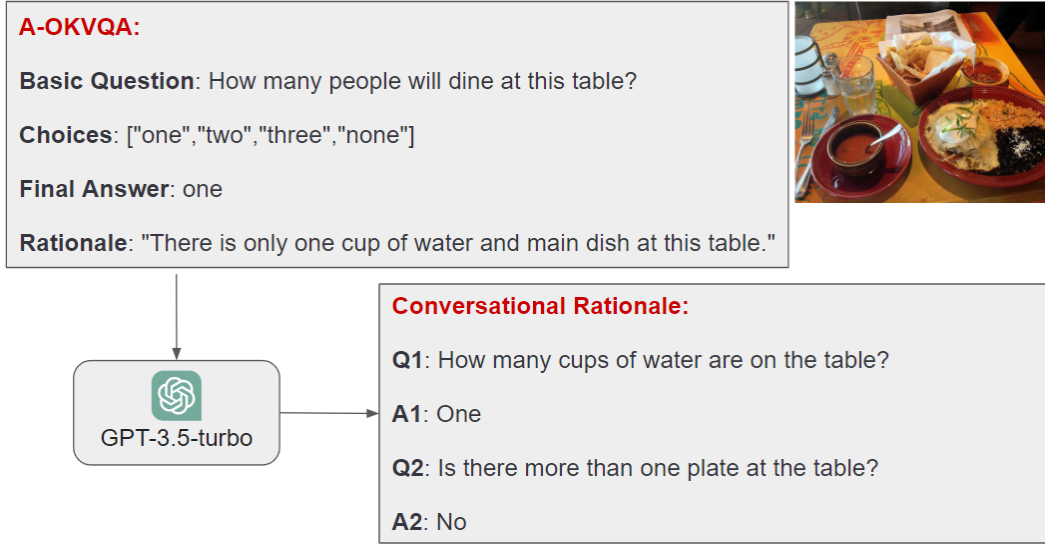 A-OKVQA:
Basic Question: How many people will dine at this table?
Choices: ["one","two","three","none"]
Final Answer: one
Rationale: "There is only one cup of water and main dish at this table."
Conversational Rationale:
Q1: How many cups of water are on the table?
A1: One
GPT-3.5-turbo
Q2: Is there more than one plate at the table?
A2: No